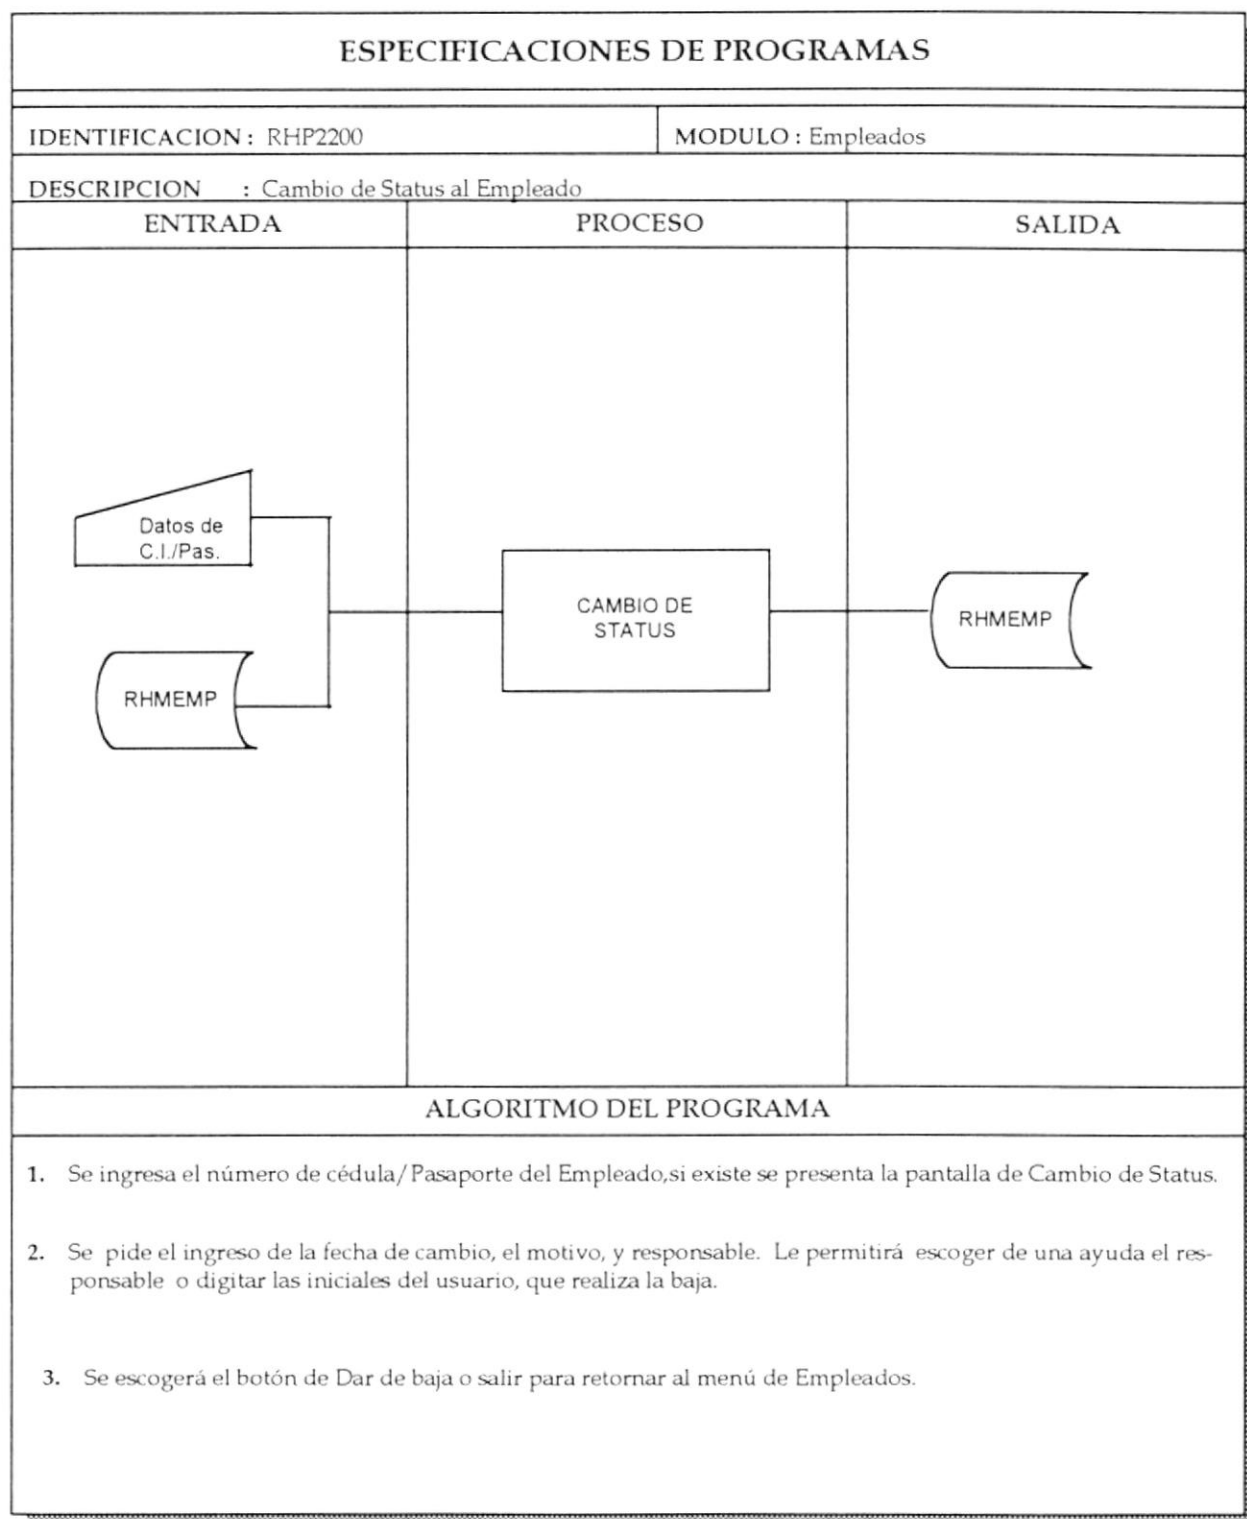 ESPECIFICACIONES DE PROGRAMAS
IDENTIFICACION : RHP2200
MODULO : Empleados
DESCRIPCION : Cambio de Status al Empleado
ENTRADA
PROCESO
SALIDA
Datos de
C.I./Pas.
RHMEMP
CAMBIO DE
STATUS
RHMEMP
ALGORITMO DEL PROGRAMA
1. Se ingresa el número de cédula/Pasaporte del Empleado,si existe se presenta la pantalla de Cambio de Status.
2. Se pide el ingreso de la fecha de cambio, el motivo, y responsable. Le permitirá escoger de una ayuda el res-
ponsable o digitar las iniciales del usuario, que realiza la baja.
3. Se escogerá el botón de Dar de baja o salir para retornar al menú de Empleados.